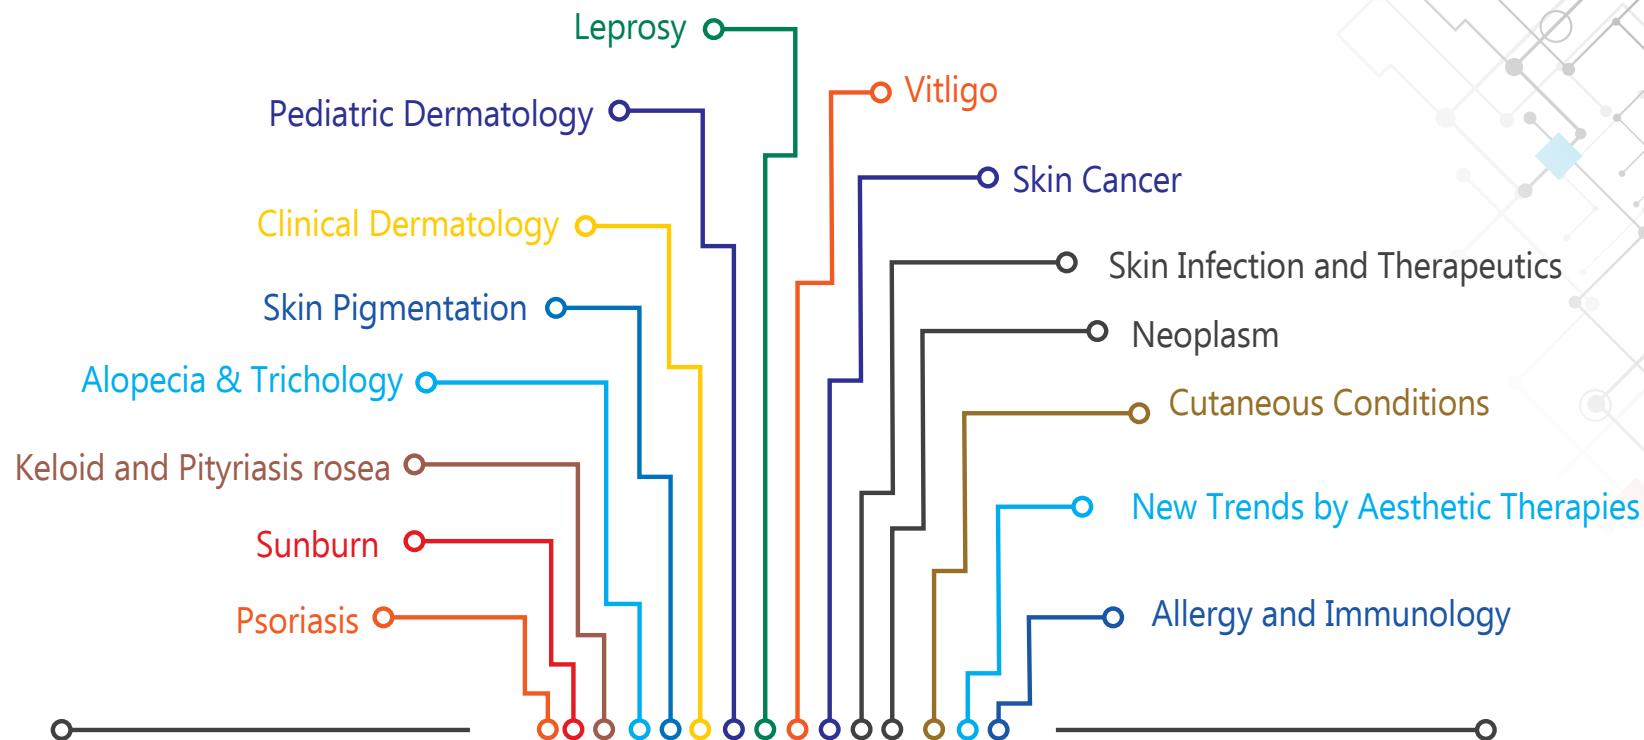 Leprosy
Vitligo
Pediatric Dermatology
Skin Cancer
Clinical Dermatology
Skin Infection and Therapeutics
Skin Pigmentation
Neoplasm
Alopecia & Trichology
Cutaneous Conditions
Keloid and Pityriasis rosea
New Trends by Aesthetic Therapies
Sunburn
Psoriasis
Allergy and Immunology